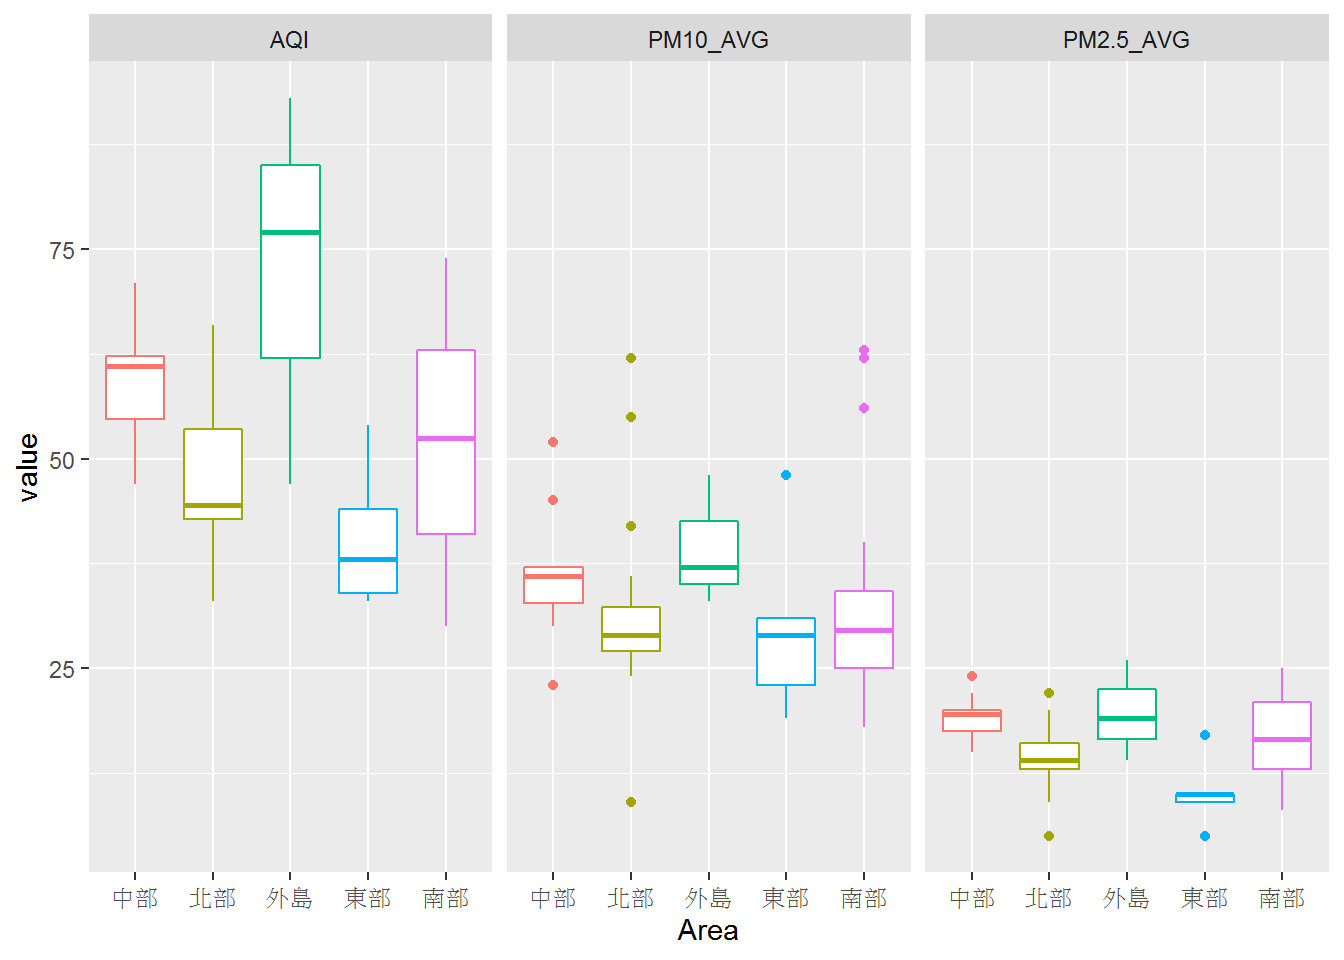 AQI PM10_AVG PM2.5_AVG
value
75
50
25
中部 北部 外島 東部 南部 中部 北部 外島 東部 南部 中部 北部 外島 東部 南部
Area